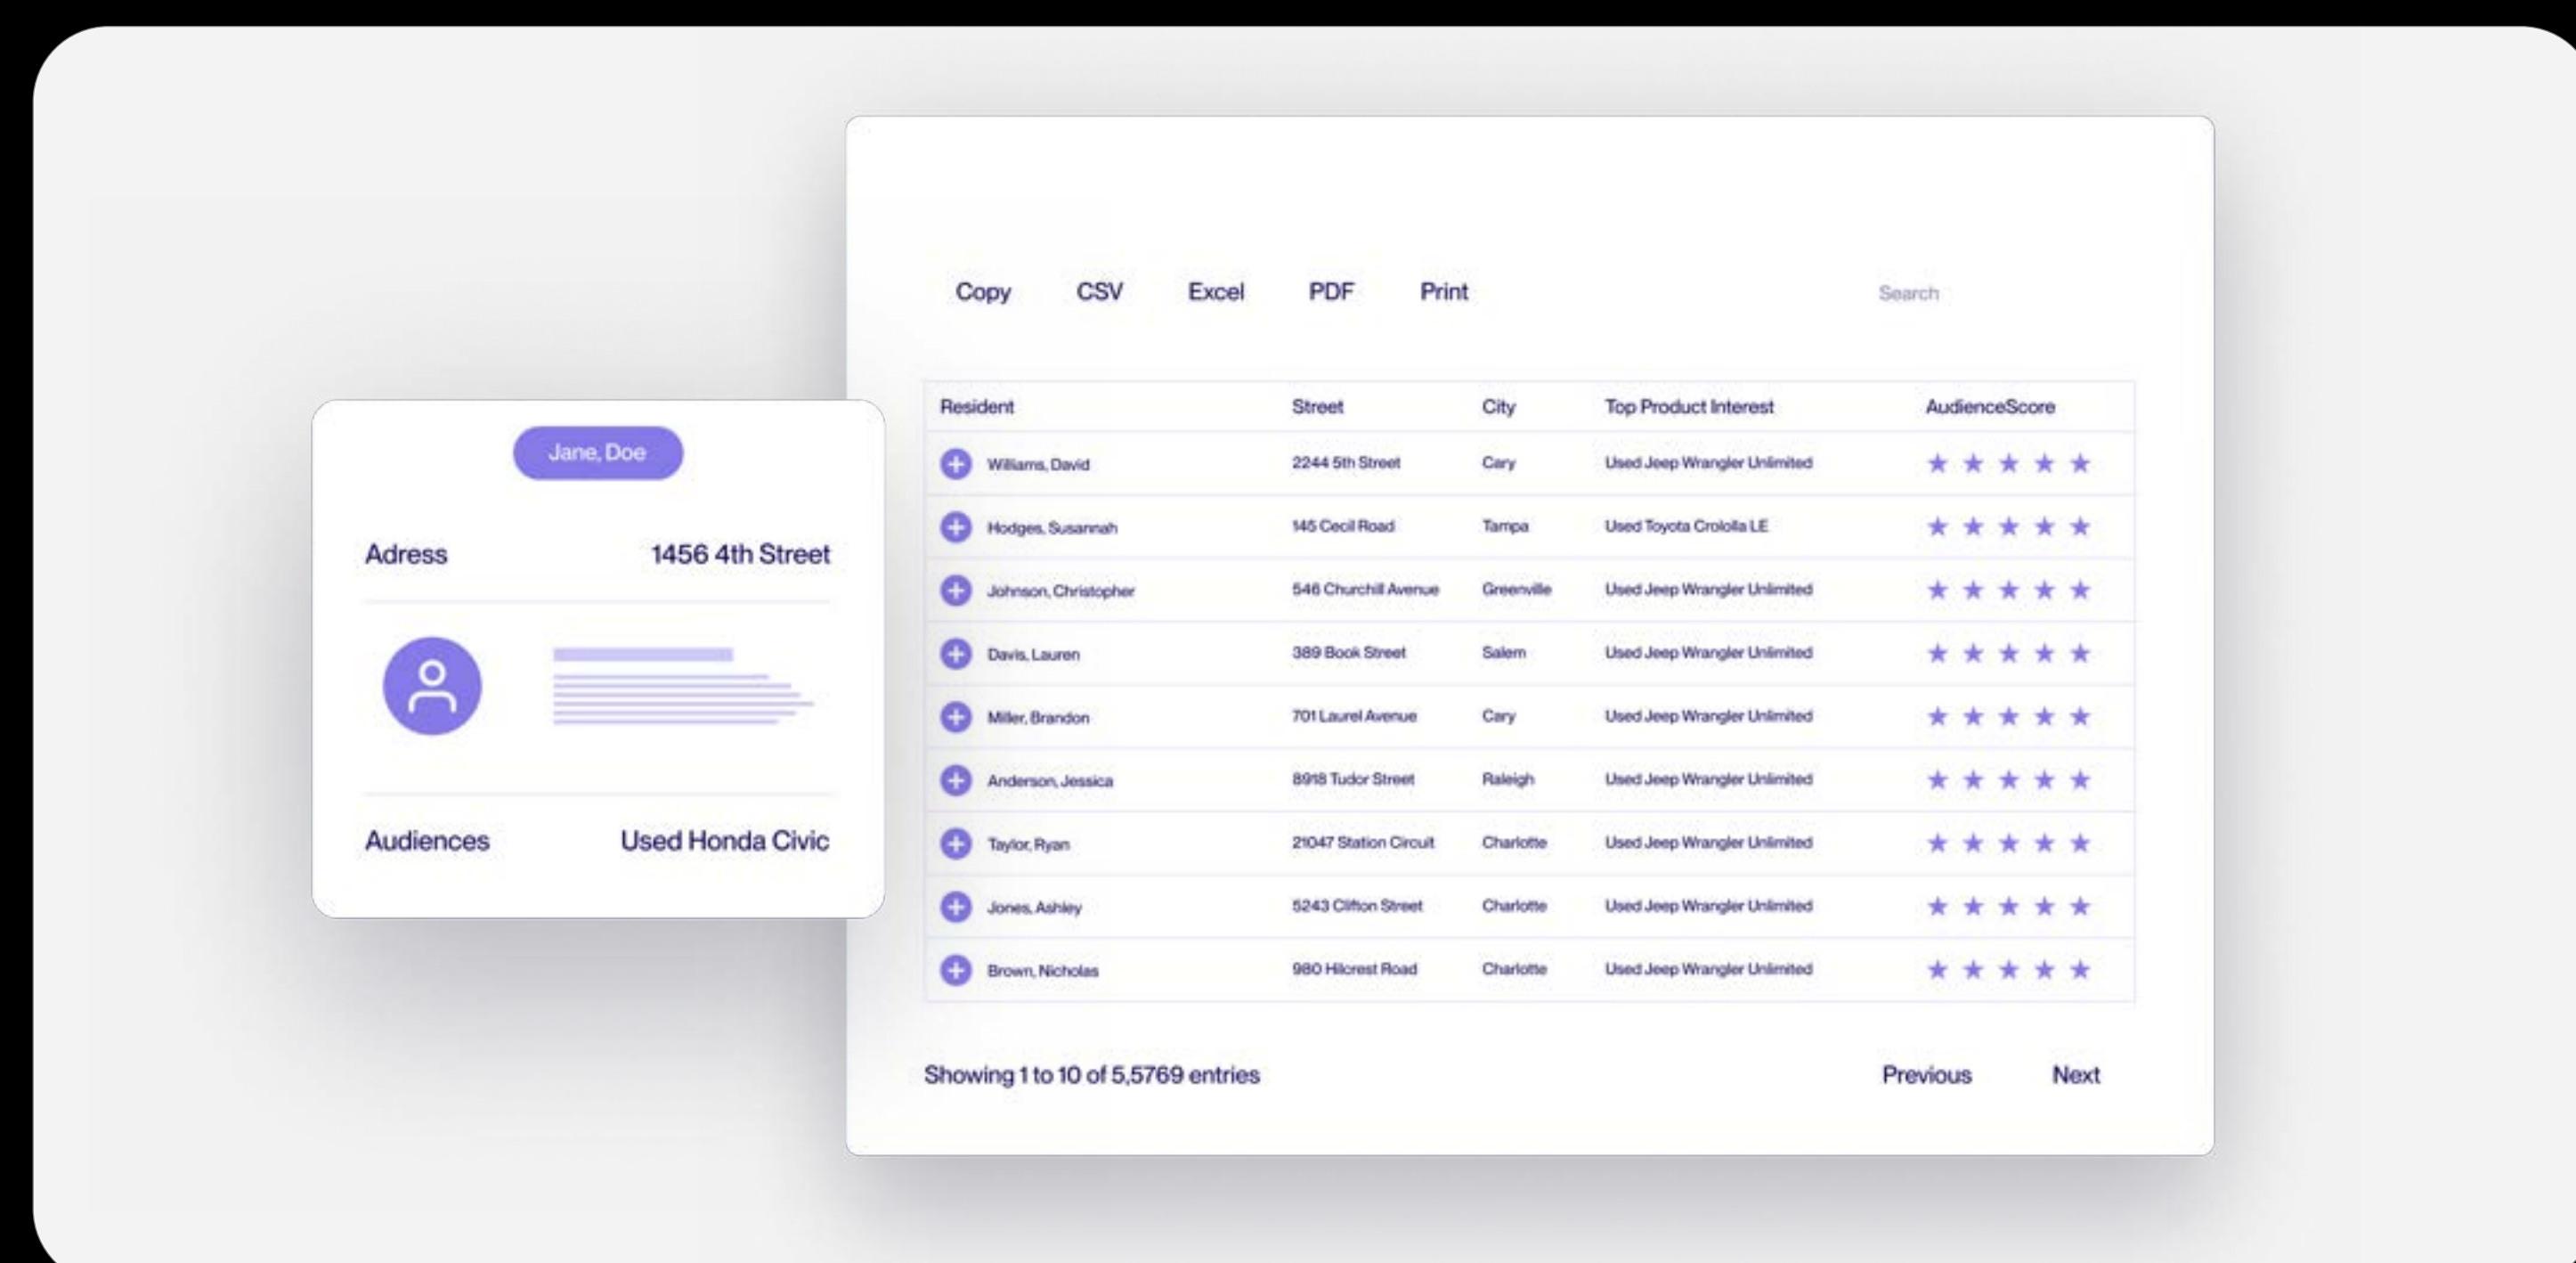 Copy CSV Excel PDF Print Search
Resident Street City Top Product Interest AudienceScore
Williams, David 2244 5th Street Cary Used Jeep Wrangler Unlimited
Hodges, Susannah 145 Cecil Road Tampa Used Toyota Crololla LE
Johnson, Christopher 546 Churchill Avenue Greenville Used Jeep Wrangler Unlimited
Davis, Lauren 389 Book Street Salem Used Jeep Wrangler Unlimited
Miller, Brandon 701 Laurel Avenue Cary Used Jeep Wrangler Unlimited
Anderson, Jessica 8918 Tudor Street Raleigh Used Jeep Wrangler Unlimited
Taylor, Ryan 21047 Station Circuit Charlotte Used Jeep Wrangler Unlimited
Jones, Ashley 5243 Clifton Street Charlotte Used Jeep Wrangler Unlimited
Brown, Nicholas 980 Hilcrest Road Charlotte Used Jeep Wrangler Unlimited
Showing 1 to 10 of 5,5769 entries Previous Next
Jane, Doe
Adress 1456 4th Street
Audiences Used Honda Civic